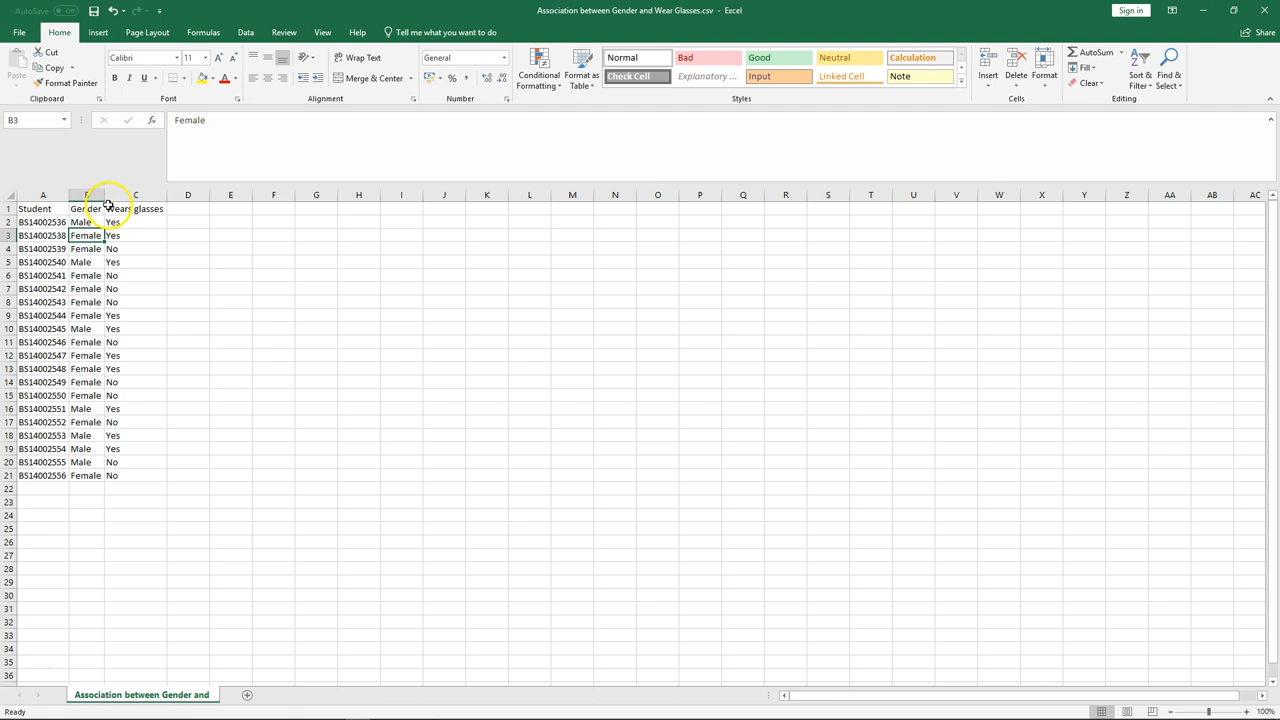 AutoSave Off Association between Gender and Wear Glasses.csv - Excel Sign in
File Home Insert Page Layout Formulas Data Review View Help Tell me what you want to do Share
Paste Cut Copy Format Painter Clipboard
Calibri 11 B I U A Font
Wrap Text Merge & Center Alignment
General % Number
Conditional Formatting Format as Table
Normal Bad Good Neutral Calculation
Check Cell Explanatory ... Input Linked Cell Note
Styles
Insert Delete Format Cells
AutoSum Fill Clear Sort & Filter Find & Select Editing
B3 fx Female
A B C D E F G H I J K L M N O P Q R S T U V W X Y Z AA AB AC
1 Student Gender Wears glasses
2 BS14002536 Male Yes
3 BS14002538 Female Yes
4 BS14002539 Female No
5 BS14002540 Male Yes
6 BS14002541 Female No
7 BS14002542 Female No
8 BS14002543 Female No
9 BS14002544 Female Yes
10 BS14002545 Male Yes
11 BS14002546 Female No
12 BS14002547 Female Yes
13 BS14002548 Female Yes
14 BS14002549 Female No
15 BS14002550 Female No
16 BS14002551 Male Yes
17 BS14002552 Female No
18 BS14002553 Male Yes
19 BS14002554 Male Yes
20 BS14002555 Male No
21 BS14002556 Female No
22
23
24
25
26
27
28
29
30
31
32
33
34
35
36
Association between Gender and
Ready 100%